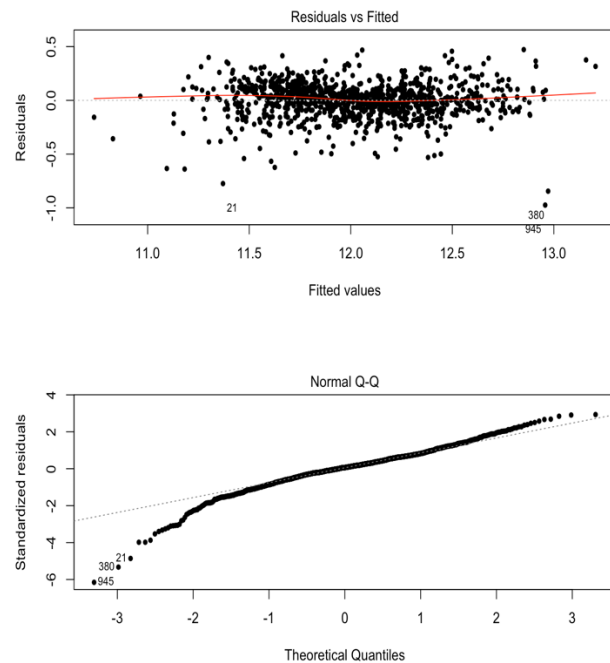 Residuals vs Fitted
0.5
0.0
-0.5
-1.0
Residuals
21
380
945
11.0 11.5 12.0 12.5 13.0
Fitted values
Normal Q-Q
4
2
0
-2
-4
-6
Standardized residuals
21
380
945
-3 -2 -1 0 1 2 3
Theoretical Quantiles